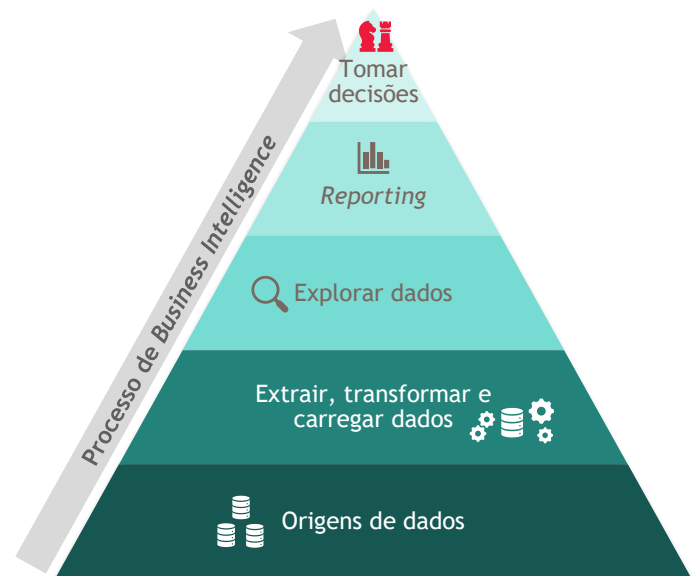 Tomar
decisões
Reporting
Explorar dados
Extrair, transformar e
carregar dados
Origens de dados
Processo de Business Intelligence